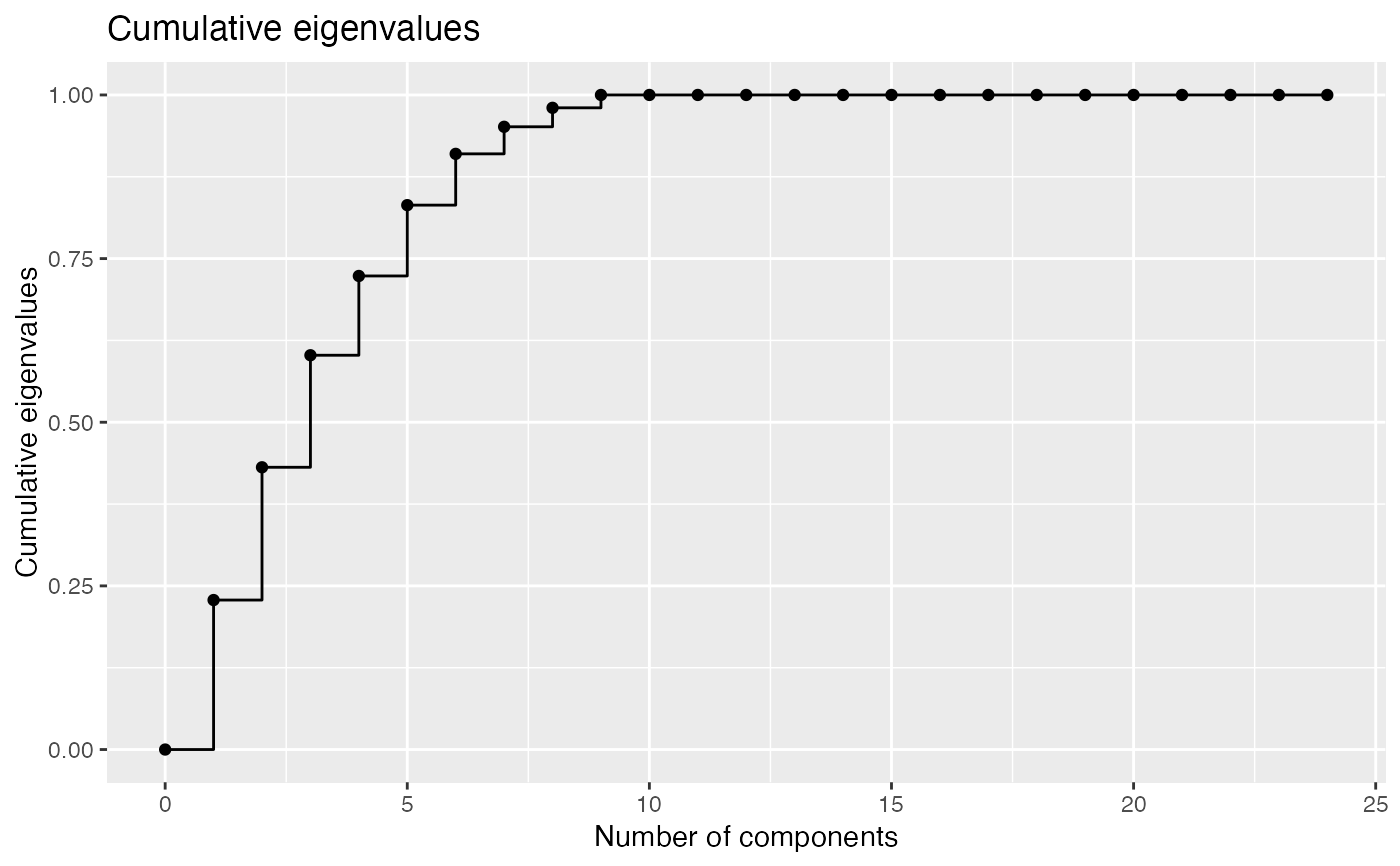 Cumulative eigenvalues
Cumulative eigenvalues
1.00
0.75
0.50
0.25
0.00
0 5 10 15 20 25
Number of components